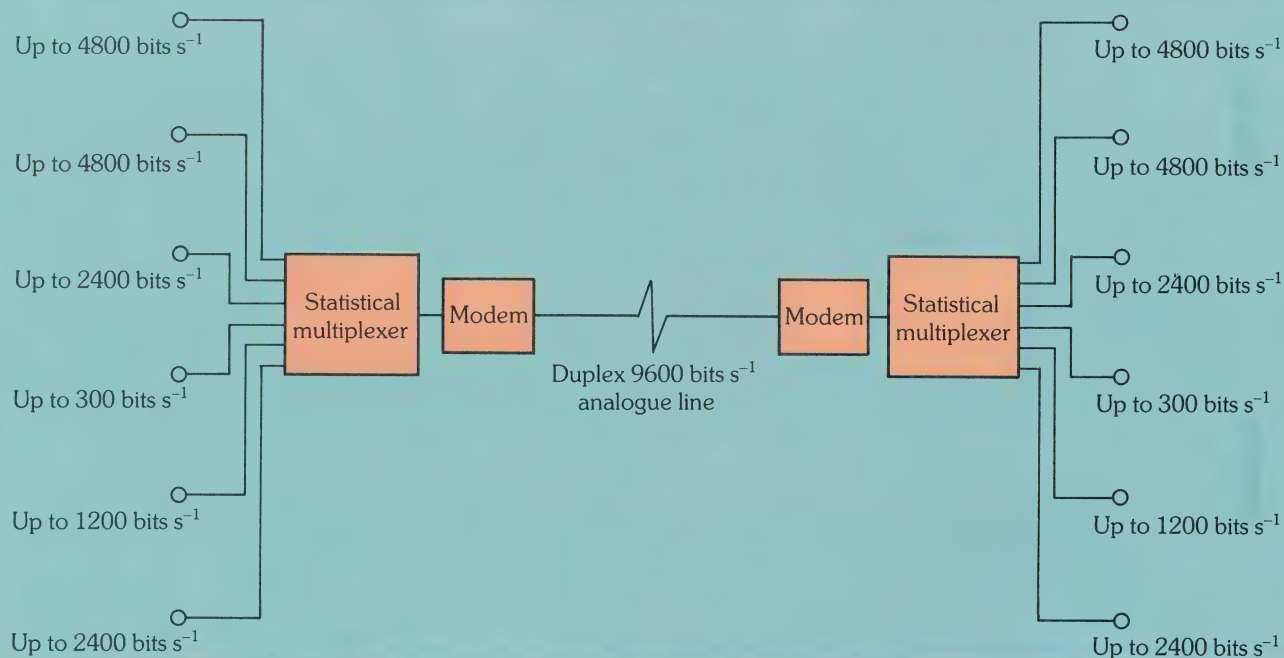 Up to 4800 bits s⁻¹
Up to 4800 bits s⁻¹
Up to 2400 bits s⁻¹
Up to 300 bits s⁻¹
Up to 1200 bits s⁻¹
Up to 2400 bits s⁻¹
Statistical
multiplexer
Modem
Duplex 9600 bits s⁻¹
analogue line
Modem
Statistical
multiplexer
Up to 4800 bits s⁻¹
Up to 4800 bits s⁻¹
Up to 2400 bits s⁻¹
Up to 300 bits s⁻¹
Up to 1200 bits s⁻¹
Up to 2400 bits s⁻¹